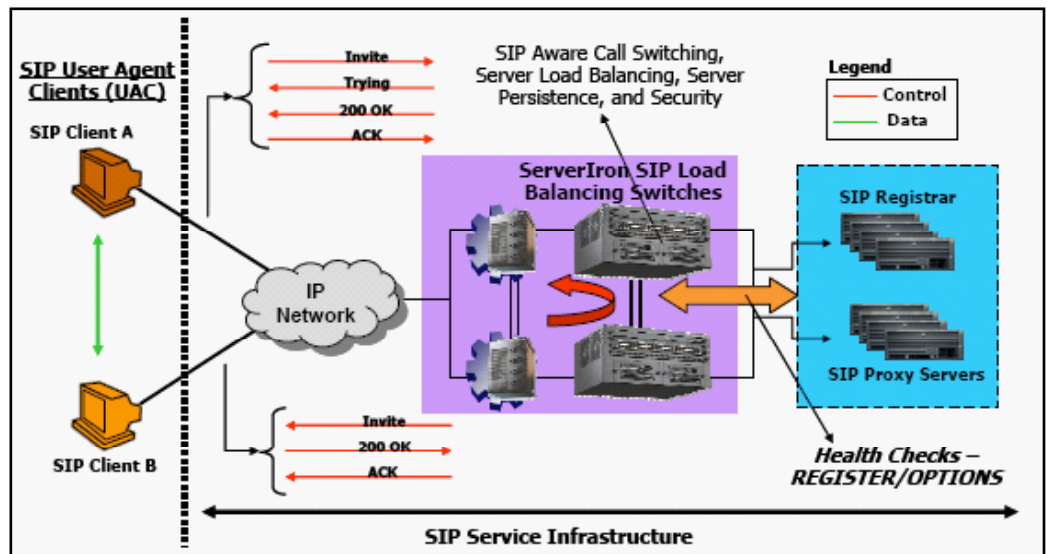 SIP User Agent
Clients (UAC)
SIP Client A
SIP Client B
Invite
Trying
200 OK
ACK
SIP Aware Call Switching,
Server Load Balancing, Server
Persistence, and Security
Legend
Control
Data
ServerIron SIP Load
Balancing Switches
IP
Network
SIP Registrar
SIP Proxy Servers
Invite
200 OK
ACK
Health Checks –
REGISTER/OPTIONS
SIP Service Infrastructure